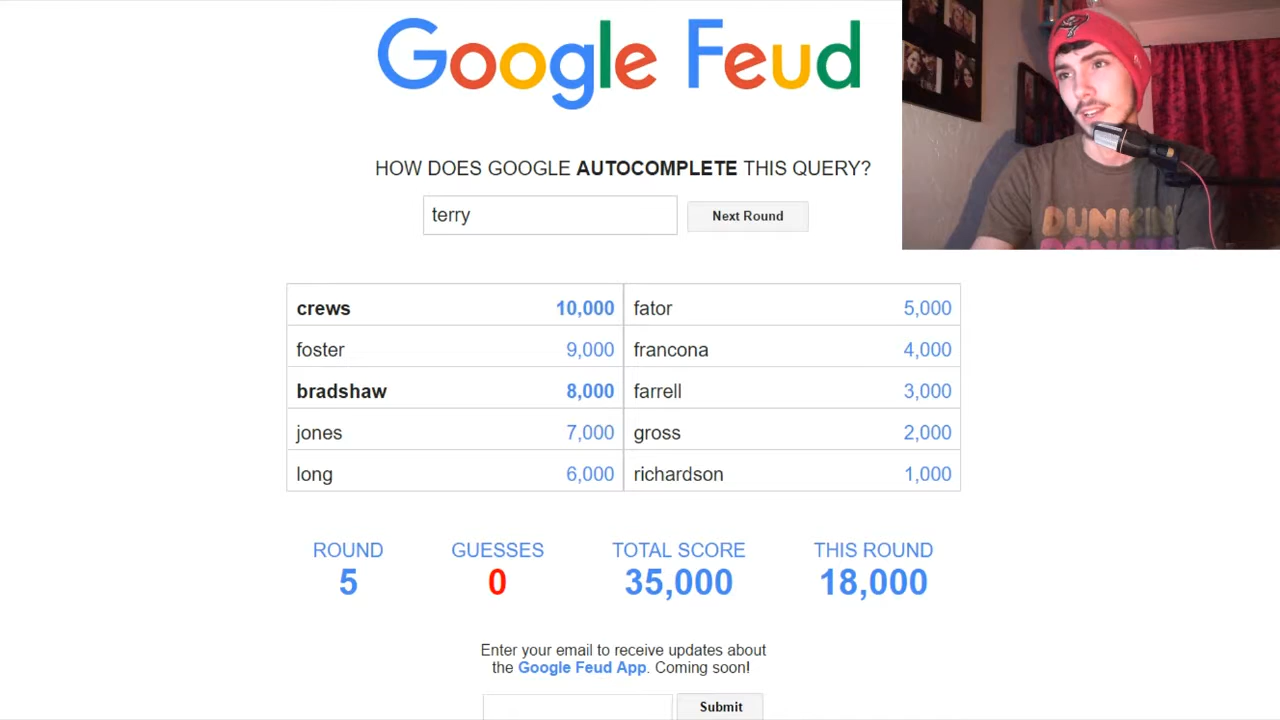 Google Feud
HOW DOES GOOGLE AUTOCOMPLETE THIS QUERY?
terry
Next Round
crews 10,000 fator 5,000
foster 9,000 francona 4,000
bradshaw 8,000 farrell 3,000
jones 7,000 gross 2,000
long 6,000 richardson 1,000
ROUND GUESSES TOTAL SCORE THIS ROUND
5 0 35,000 18,000
Enter your email to receive updates about
the Google Feud App. Coming soon!
Submit
DUNKIN'
DONUTS